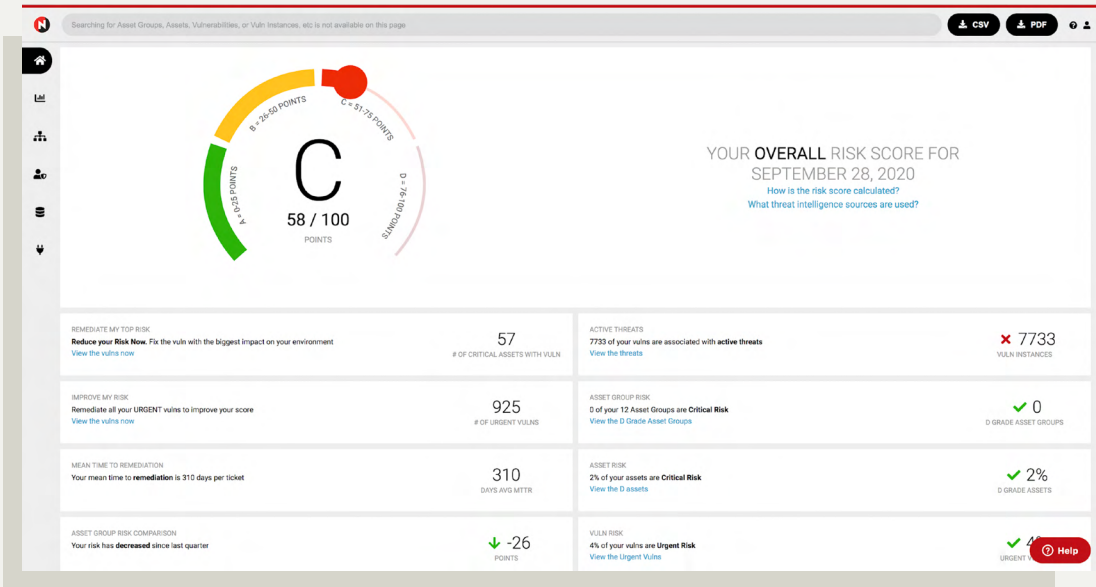 N
Searching for Asset Groups, Assets, Vulnerabilities, or Vuln Instances, etc is not available on this page
CSV
PDF
A = 0-25 POINTS
B = 26-50 POINTS
C = 51-75 POINTS
D = 76-100 POINTS
C
58 / 100
POINTS
YOUR OVERALL RISK SCORE FOR
SEPTEMBER 28, 2020
How is the risk score calculated?
What threat intelligence sources are used?
REMEDIATE MY TOP RISK
Reduce your Risk Now. Fix the vuln with the biggest impact on your environment
View the vulns now
57
# OF CRITICAL ASSETS WITH VULN
ACTIVE THREATS
7733 of your vulns are associated with active threats
View the threats
7733
VULN INSTANCES
IMPROVE MY RISK
Remediate all your URGENT vulns to improve your score
View the vulns now
925
# OF URGENT VULNS
ASSET GROUP RISK
0 of your 12 Asset Groups are Critical Risk
View the D Grade Asset Groups
0
D GRADE ASSET GROUPS
MEAN TIME TO REMEDIATION
Your mean time to remediation is 310 days per ticket
310
DAYS AVG MTTR
ASSET RISK
2% of your assets are Critical Risk
View the D assets
2%
D GRADE ASSETS
ASSET GROUP RISK COMPARISON
Your risk has decreased since last quarter
-26
POINTS
VULN RISK
4% of your vulns are Urgent Risk
View the Urgent Vulns
URGENT
Help